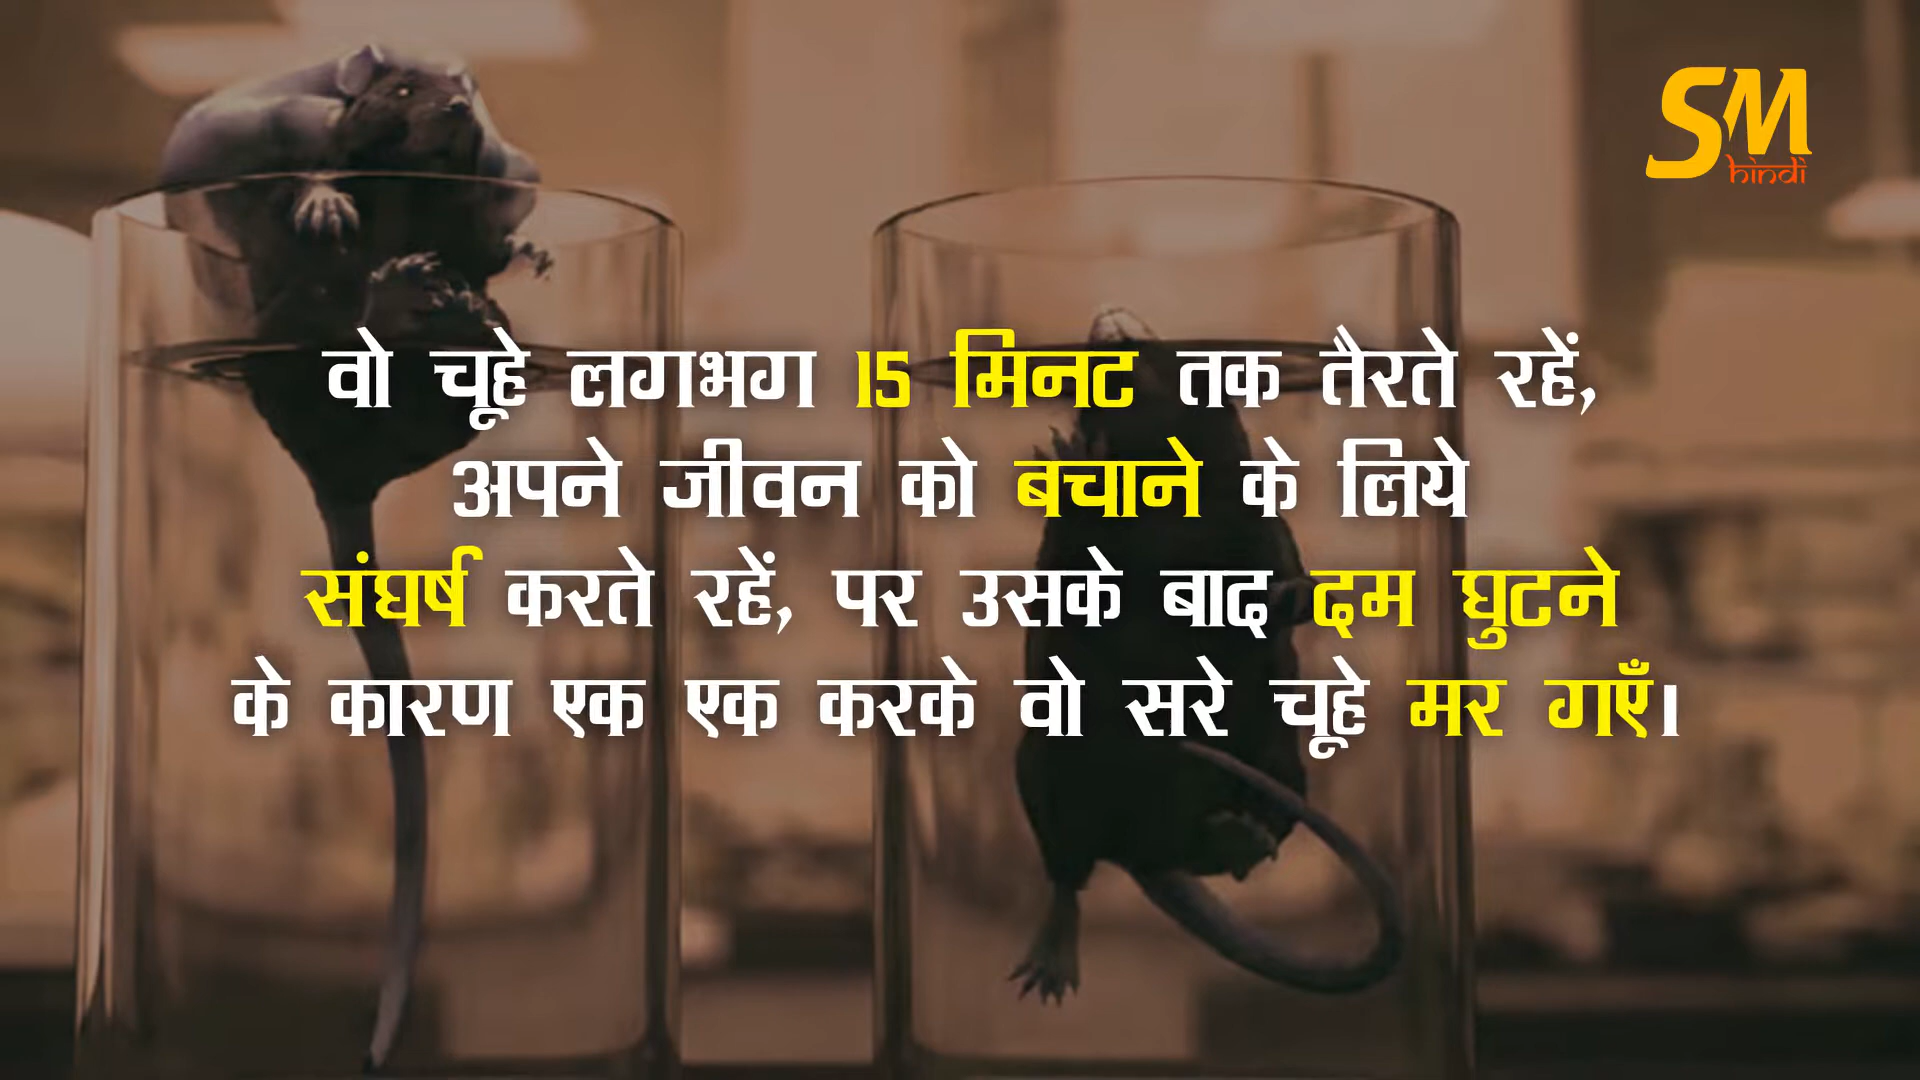 SM
hindi
वो चूहे लगभग 15 मिनट तक तैरते रहें,
अपने जीवन को बचाने के लिये
संघर्ष करते रहें, पर उसके बाद दम घुटने
के कारण एक एक करके वो सरे चूहे मर गएँ।